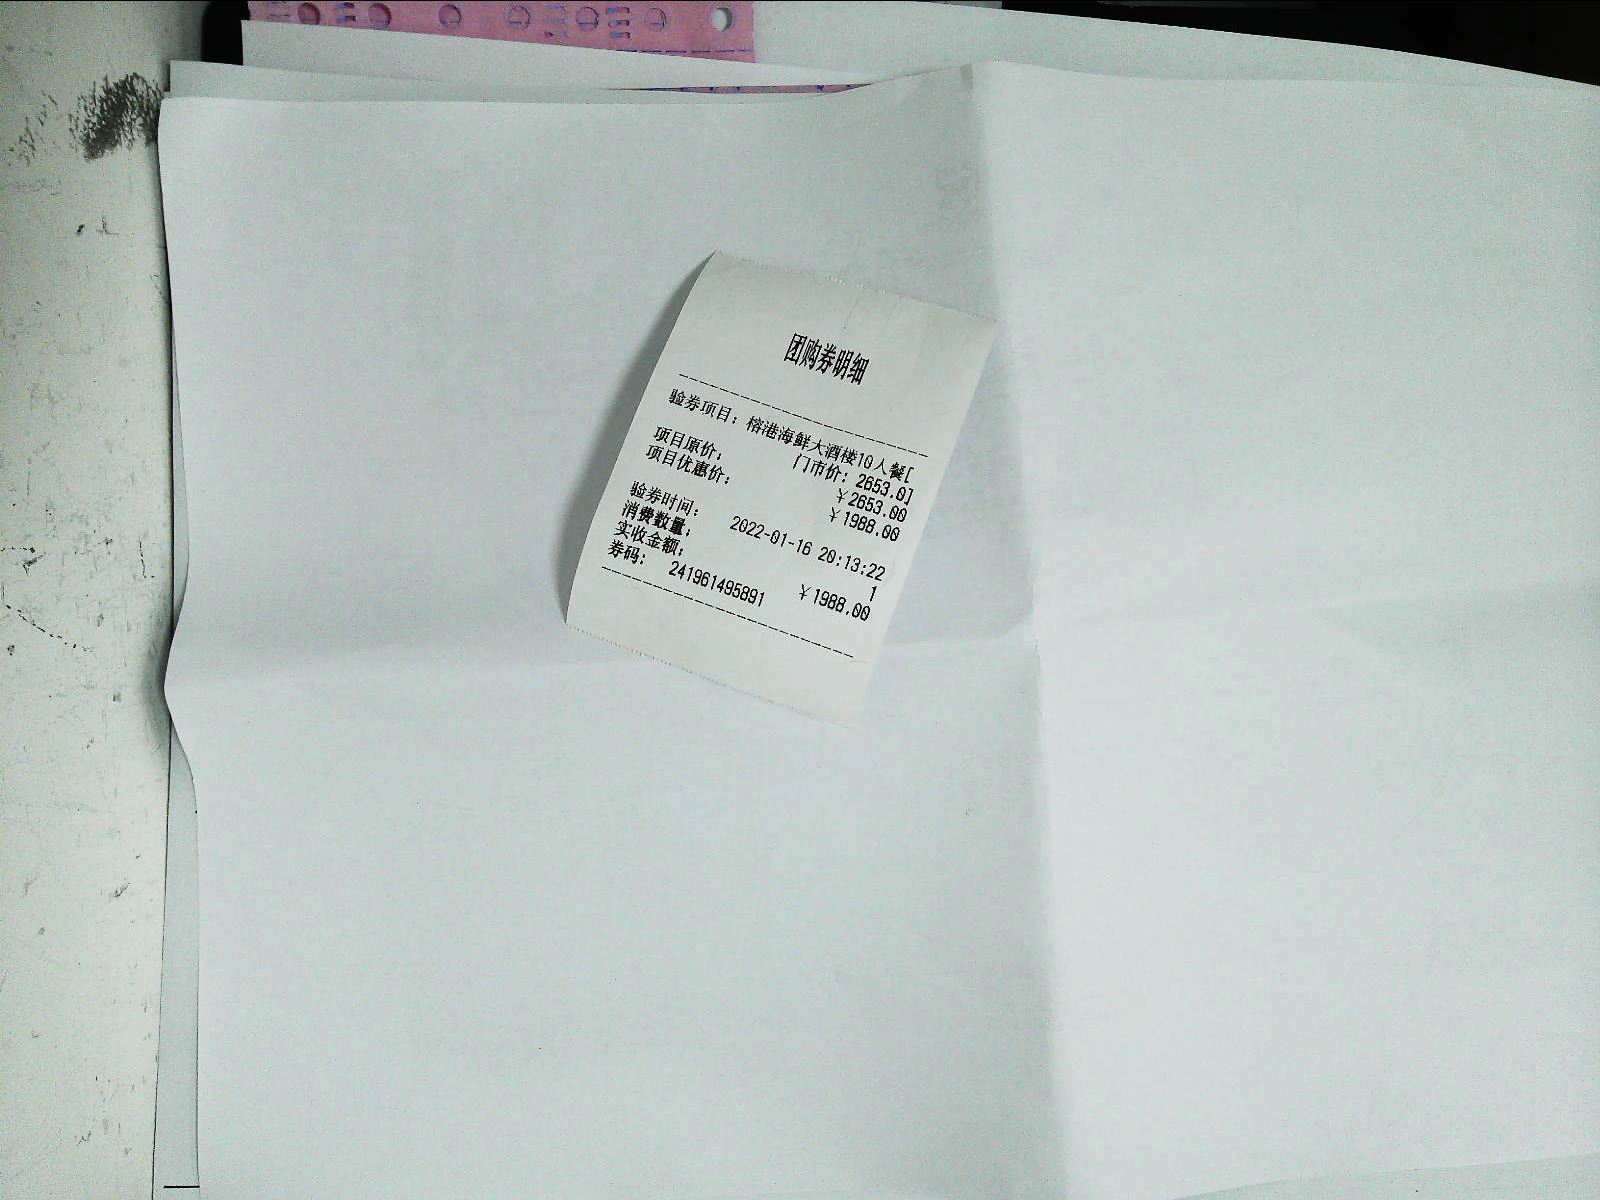 团购券明细
验券项目：榕港海鲜大酒楼10人餐[
门市价：2653.0]
项目原价： ￥2653.00
项目优惠价： ￥1988.00
验券时间： 2022-01-16 20:13:22
消费数量： 1
实收金额： ￥1988.00
券码： 241961495891